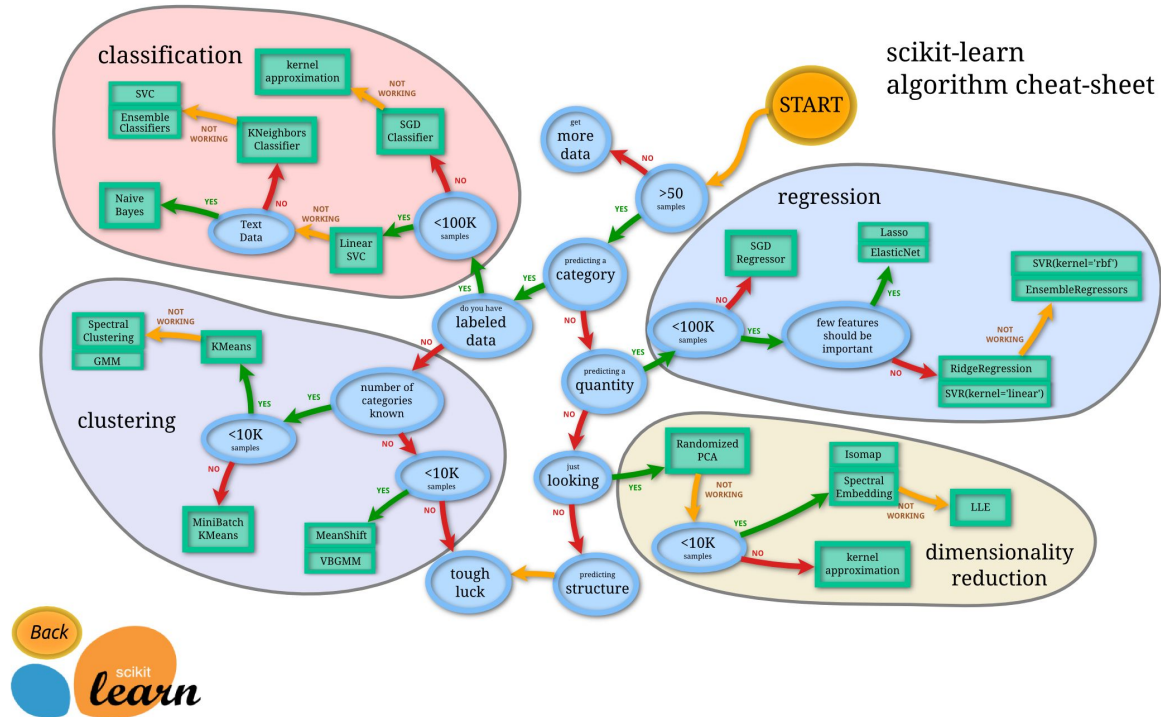 scikit-learn
algorithm cheat-sheet
START
classification
kernel
approximation
NOT
WORKING
SVC
Ensemble
Classifiers
NOT
WORKING
KNeighbors
Classifier
SGD
Classifier
Naive
Bayes
YES
Text
Data
NO
NOT
WORKING
Linear
SVC
YES
<100K
samples
NO
YES
get
more
data
NO
>50
samples
YES
predicting a
category
YES
NO
do you have
labeled
data
NO
predicting a
quantity
YES
NO
just
looking
YES
NO
predicting
structure
tough
luck
regression
SGD
Regressor
NO
<100K
samples
YES
Lasso
ElasticNet
YES
few features
should be
important
NO
SVR(kernel='rbf')
EnsembleRegressors
NOT
WORKING
RidgeRegression
SVR(kernel='linear')
clustering
Spectral
Clustering
GMM
NOT
WORKING
KMeans
YES
<10K
samples
NO
MiniBatch
KMeans
number of
categories
known
YES
NO
<10K
samples
YES
NO
MeanShift
VBGMM
dimensionality
reduction
Randomized
PCA
NOT
WORKING
<10K
samples
YES
NO
Isomap
Spectral
Embedding
NOT
WORKING
LLE
kernel
approximation
Back
scikit
learn